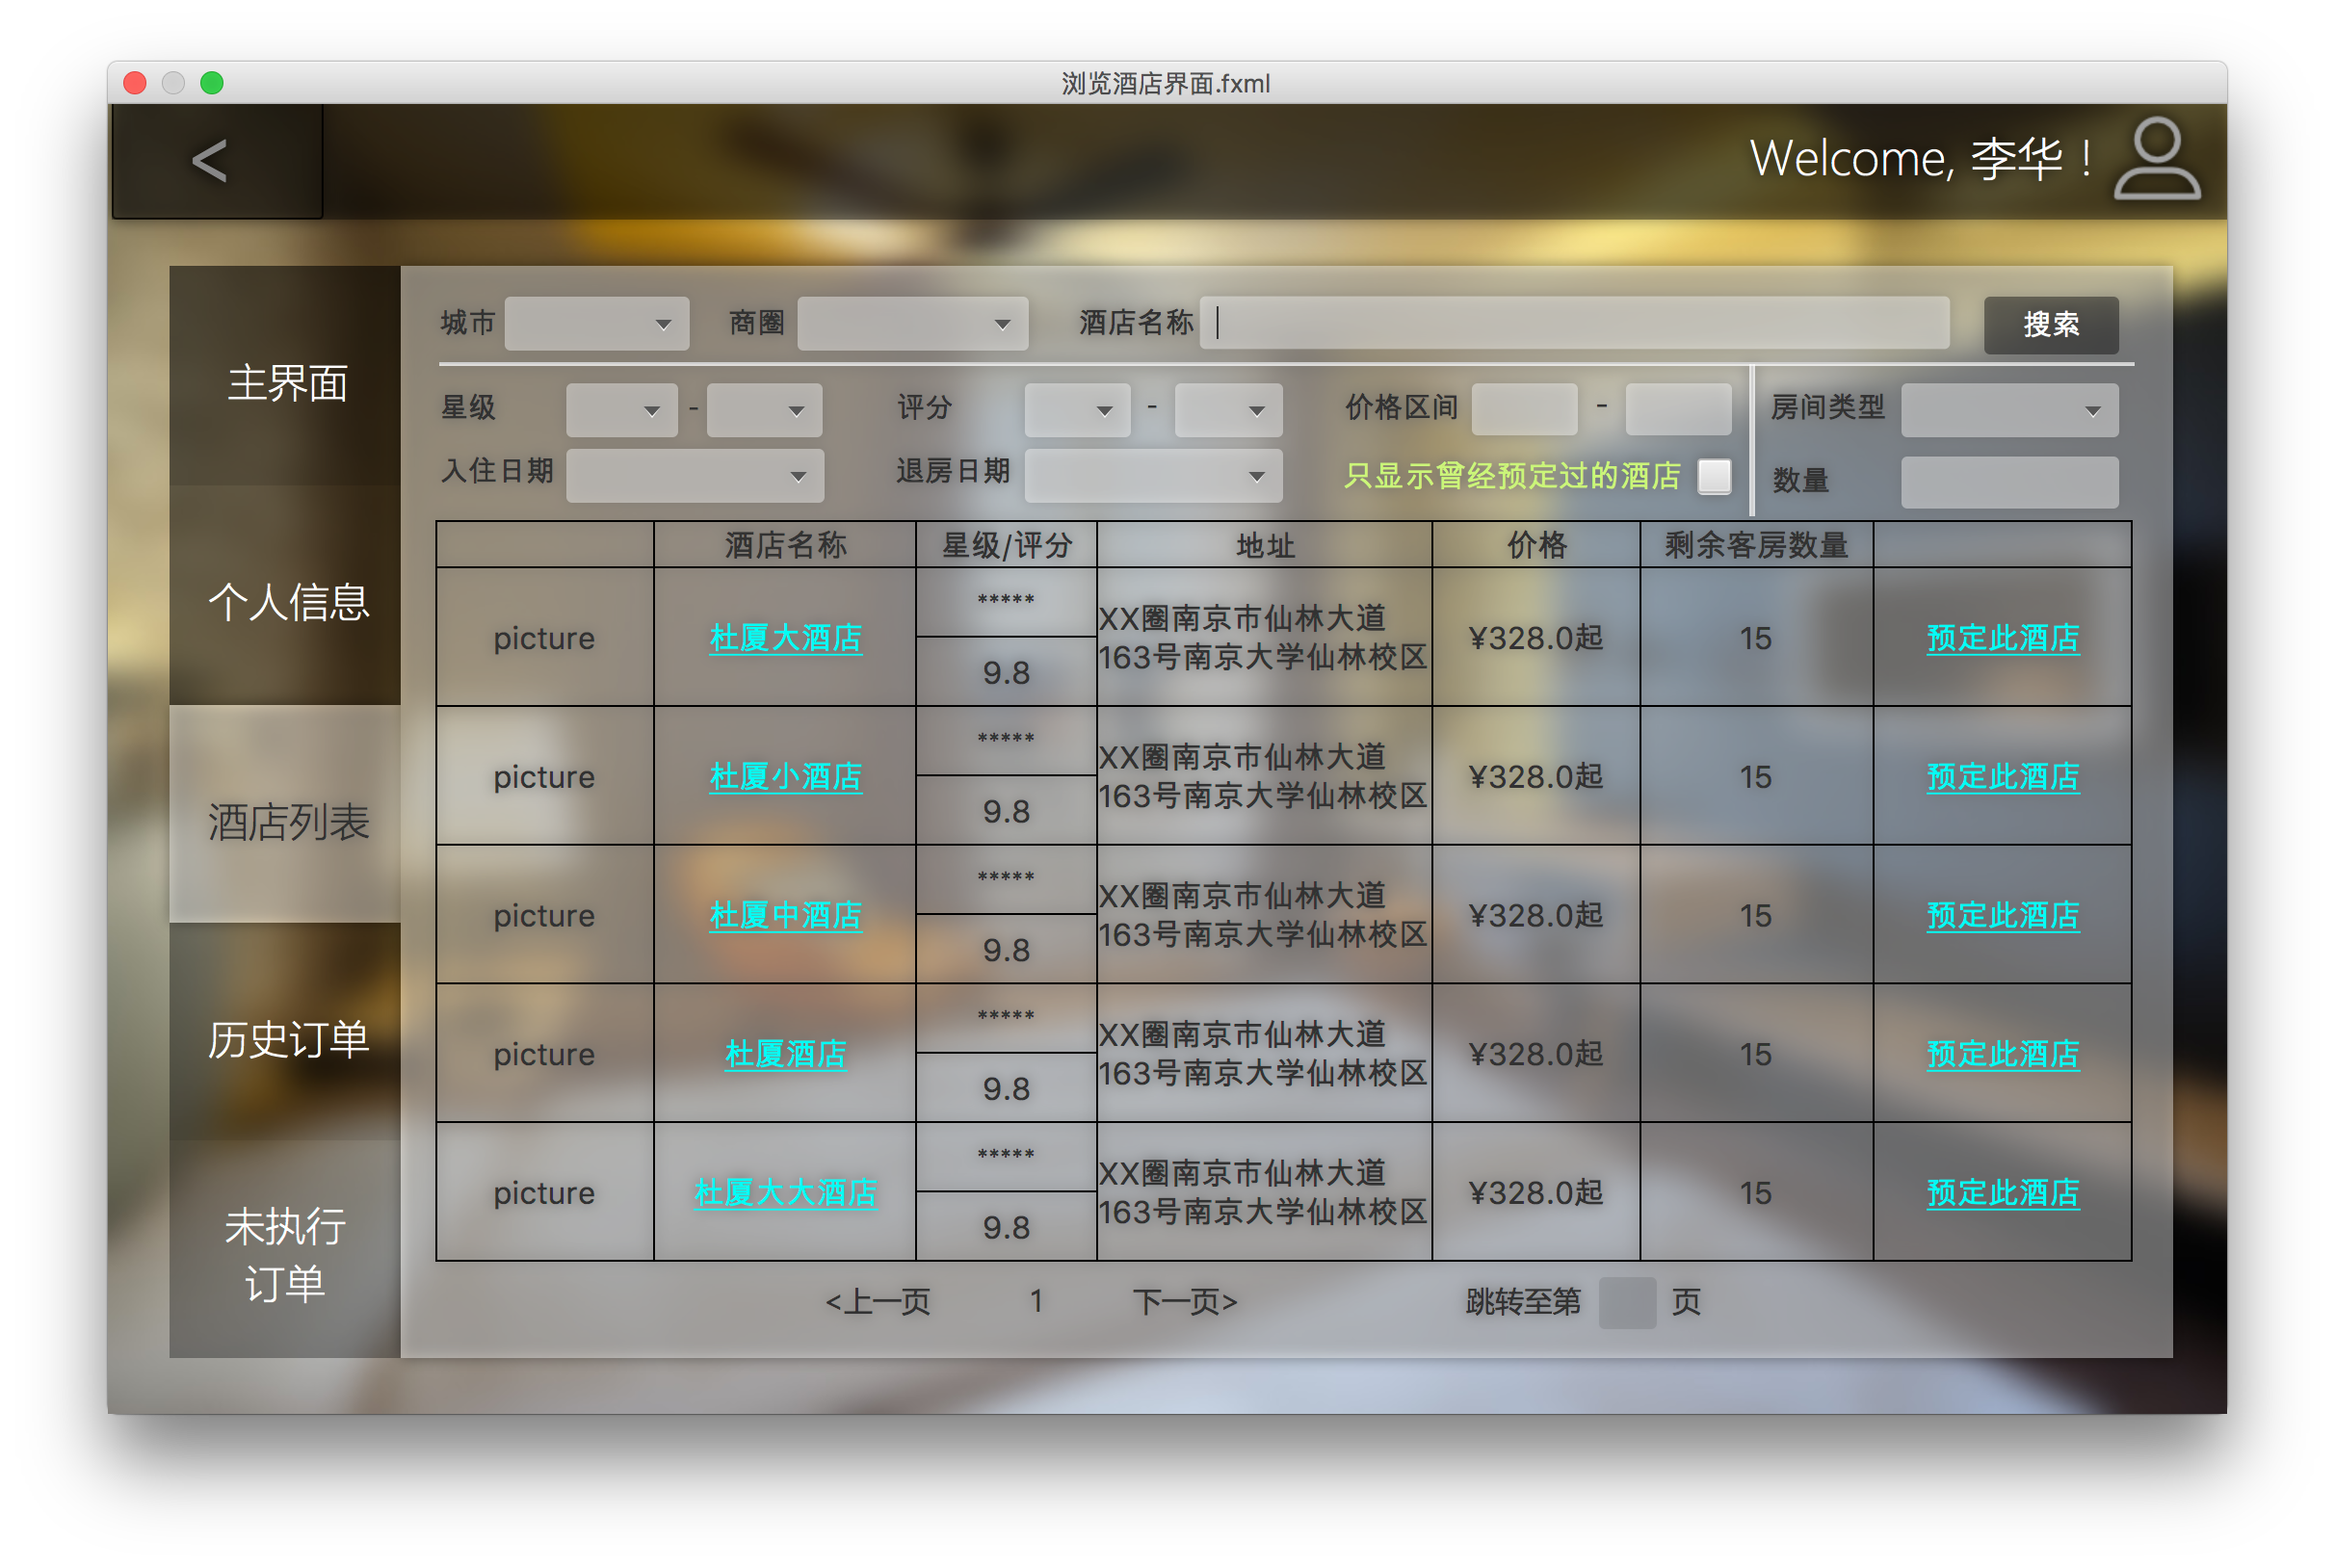 浏览酒店界面.fxml
<
Welcome, 李华！
主界面
个人信息
酒店列表
历史订单
未执行
订单
城市
商圈
酒店名称
搜索
星级 -
评分 -
价格区间 -
房间类型
入住日期
退房日期
只显示曾经预定过的酒店
数量
酒店名称 星级/评分 地址 价格 剩余客房数量
picture 杜厦大酒店 ***** 9.8 XX圈南京市仙林大道
163号南京大学仙林校区 ¥328.0起 15 预定此酒店
picture 杜厦小酒店 ***** 9.8 XX圈南京市仙林大道
163号南京大学仙林校区 ¥328.0起 15 预定此酒店
picture 杜厦中酒店 ***** 9.8 XX圈南京市仙林大道
163号南京大学仙林校区 ¥328.0起 15 预定此酒店
picture 杜厦酒店 ***** 9.8 XX圈南京市仙林大道
163号南京大学仙林校区 ¥328.0起 15 预定此酒店
picture 杜厦大大酒店 ***** 9.8 XX圈南京市仙林大道
163号南京大学仙林校区 ¥328.0起 15 预定此酒店
<上一页 1 下一页> 跳转至第 页